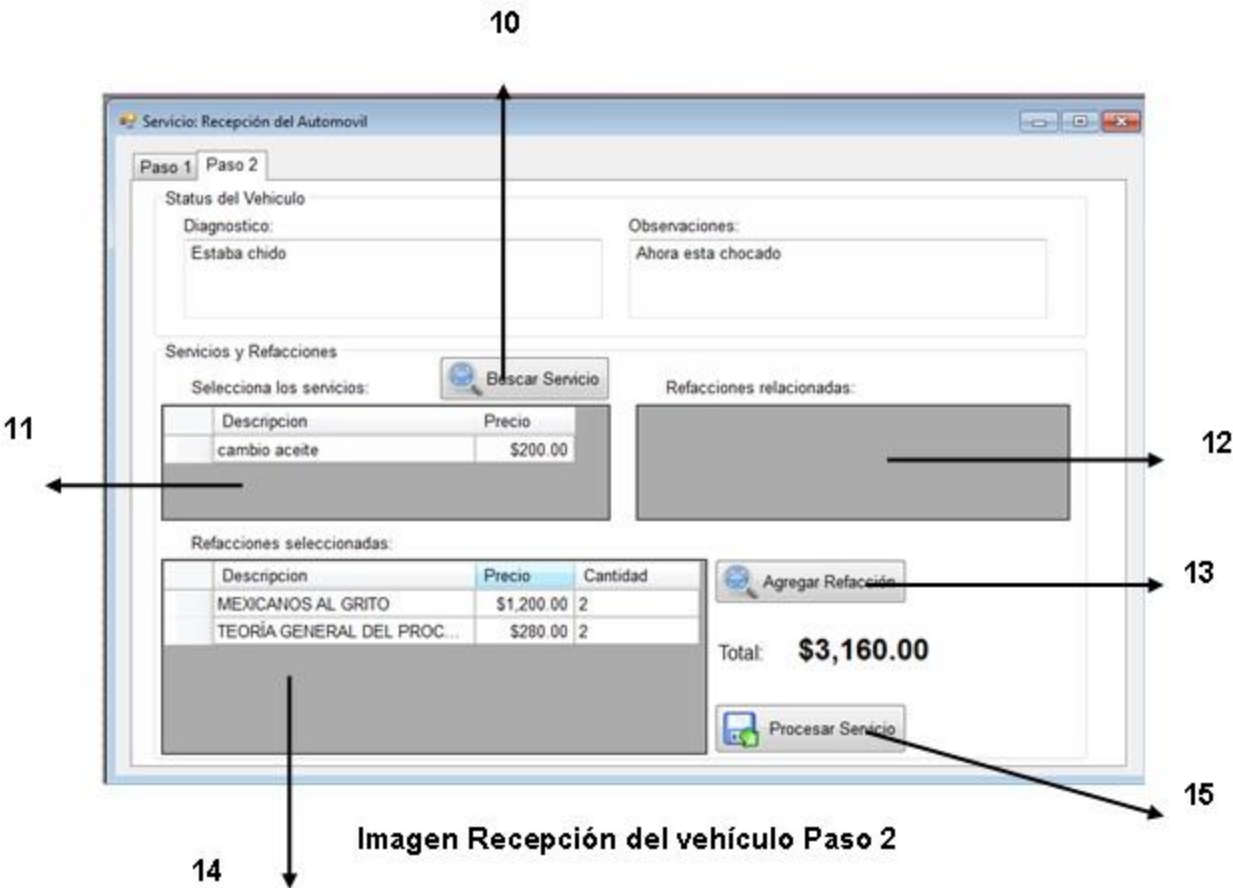 10
Servicio: Recepción del Automovil
Paso 1 Paso 2
Status del Vehiculo
Diagnostico: Observaciones:
Estaba chido Ahora esta chocado
Servicios y Refacciones
Selecciona los servicios: Buscar Servicio Refacciones relacionadas:
11
Descripcion Precio
cambio aceite $200.00
12
Refacciones seleccionadas:
Descripcion Precio Cantidad
MEXICANOS AL GRITO $1,200.00 2
TEORÍA GENERAL DEL PROC... $280.00 2
Agregar Refacción 13
Total: $3,160.00
Procesar Servicio
15
Imagen Recepción del vehículo Paso 2
14